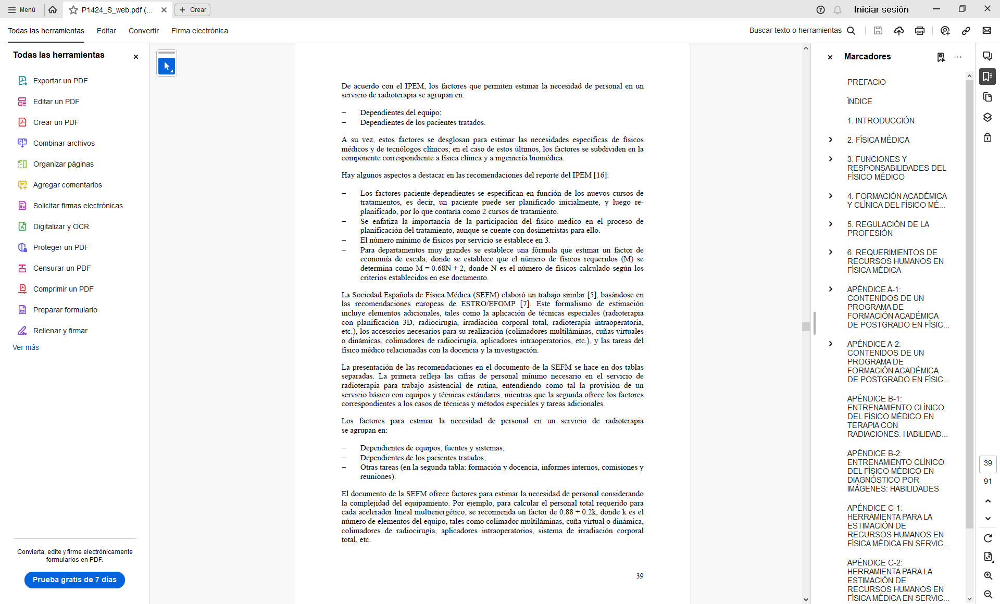 Menú
P1424_S_web.pdf (...
Crear
Iniciar sesión
Todas las herramientas
Editar
Convertir
Firma electrónica
Buscar texto o herramientas
Todas las herramientas
Exportar un PDF
Editar un PDF
Crear un PDF
Combinar archivos
Organizar páginas
Agregar comentarios
Solicitar firmas electrónicas
Digitalizar y OCR
Proteger un PDF
Censurar un PDF
Comprimir un PDF
Preparar formulario
Rellenar y firmar
Ver más
Convierta, edite y firme electrónicamente
formularios en PDF.
Prueba gratis de 7 días
De acuerdo con el IPEM, los factores que permiten estimar la necesidad de personal en un
servicio de radioterapia se agrupan en:
– Dependientes del equipo;
– Dependientes de los pacientes tratados.
A su vez, estos factores se desglosan para estimar las necesidades específicas de físicos
médicos y de tecnólogos clínicos; en el caso de estos últimos, los factores se subdividen en la
componente correspondiente a física clínica y a ingeniería biomédica.
Hay algunos aspectos a destacar en las recomendaciones del reporte del IPEM [16]:
– Los factores paciente-dependientes se especifican en función de los nuevos cursos de
tratamientos, es decir, un paciente puede ser planificado inicialmente, y luego re-
planificado, por lo que contaría como 2 cursos de tratamiento.
– Se enfatiza la importancia de la participación del físico médico en el proceso de
planificación del tratamiento, aunque se cuente con dosimetristas para ello.
– El número mínimo de físicos por servicio se establece en 3.
– Para departamentos muy grandes se establece una fórmula que estimar un factor de
economía de escala, donde se establece que el número de físicos requeridos (M) se
determina como M = 0.68N + 2, donde N es el número de físicos calculado según los
criterios establecidos en ese documento.
La Sociedad Española de Física Médica (SEFM) elaboró un trabajo similar [5], basándose en
las recomendaciones europeas de ESTRO/EFOMP [7]. Este formalismo de estimación
incluye elementos adicionales, tales como la aplicación de técnicas especiales (radioterapia
con planificación 3D, radiocirugía, irradiación corporal total, radioterapia intraoperatoria,
etc.), los accesorios necesarios para su realización (colimadores multiláminas, cuñas virtuales
o dinámicas, colimadores de radiocirugía, aplicadores intraoperatorios, etc.), y las tareas del
físico médico relacionadas con la docencia y la investigación.
La presentación de las recomendaciones en el documento de la SEFM se hace en dos tablas
separadas. La primera refleja las cifras de personal mínimo necesario en el servicio de
radioterapia para trabajo asistencial de rutina, entendiendo como tal la provisión de un
servicio básico con equipos y técnicas estándares, mientras que la segunda ofrece los factores
correspondientes a los casos de técnicas y métodos especiales y tareas adicionales.
Los factores para estimar la necesidad de personal en un servicio de radioterapia
se agrupan en:
– Dependientes de equipos, fuentes y sistemas;
– Dependientes de los pacientes tratados;
– Otras tareas (en la segunda tabla: formación y docencia, informes internos, comisiones y
reuniones).
El documento de la SEFM ofrece factores para estimar la necesidad de personal considerando
la complejidad del equipamiento. Por ejemplo, para calcular el personal total requerido para
cada acelerador lineal multienergético, se recomienda un factor de 0.88 + 0.2k, donde k es el
número de elementos del equipo, tales como colimador multiláminas, cuña virtual o dinámica,
colimadores de radiocirugía, aplicadores intraoperatorios, sistema de irradiación corporal
total, etc.
39
Marcadores
PREFACIO
ÍNDICE
1. INTRODUCCIÓN
2. FÍSICA MÉDICA
3. FUNCIONES Y
RESPONSABILIDADES DEL
FÍSICO MÉDICO
4. FORMACIÓN ACADÉMICA
Y CLÍNICA DEL FÍSICO MÉ...
5. REGULACIÓN DE LA
PROFESIÓN
6. REQUERIMIENTOS DE
RECURSOS HUMANOS EN
FÍSICA MÉDICA
APÉNDICE A-1:
CONTENIDOS DE UN
PROGRAMA DE
FORMACIÓN ACADÉMICA
DE POSTGRADO EN FÍSIC...
APÉNDICE A-2:
CONTENIDOS DE UN
PROGRAMA DE
FORMACIÓN ACADÉMICA
DE POSTGRADO EN FÍSIC...
APÉNDICE B-1:
ENTRENAMIENTO CLÍNICO
DEL FÍSICO MÉDICO EN
TERAPIA CON
RADIACIONES: HABILIDAD...
APÉNDICE B-2:
ENTRENAMIENTO CLÍNICO
DEL FÍSICO MÉDICO EN
DIAGNÓSTICO POR
IMÁGENES: HABILIDADES
APÉNDICE C-1:
HERRAMIENTA PARA LA
ESTIMACIÓN DE
RECURSOS HUMANOS EN
FÍSICA MÉDICA EN SERVIC...
APÉNDICE C-2:
HERRAMIENTA PARA LA
ESTIMACIÓN DE
RECURSOS HUMANOS EN
FÍSICA MÉDICA EN SERVIC...
39
91